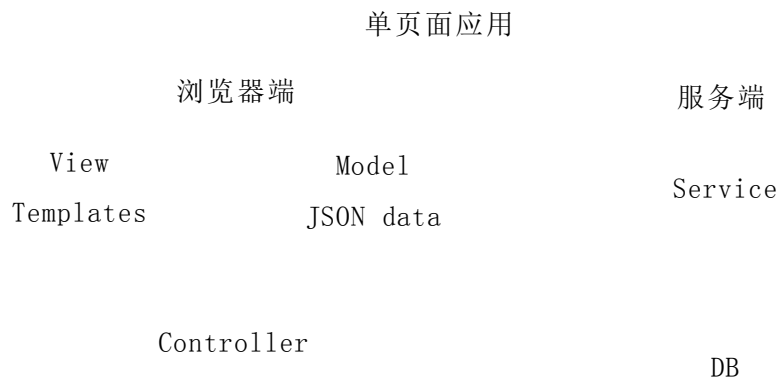 单页面应用
浏览器端
服务端
View
Model
Service
Templates
JSON data
Controller
DB